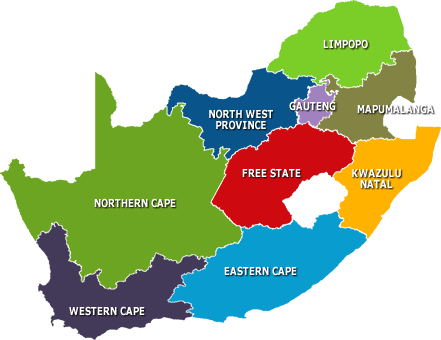 LIMPOPO
GAUTENG
MAPUMALANGA
NORTH WEST
PROVINCE
FREE STATE
KWAZULU
NATAL
NORTHERN CAPE
EASTERN CAPE
WESTERN CAPE